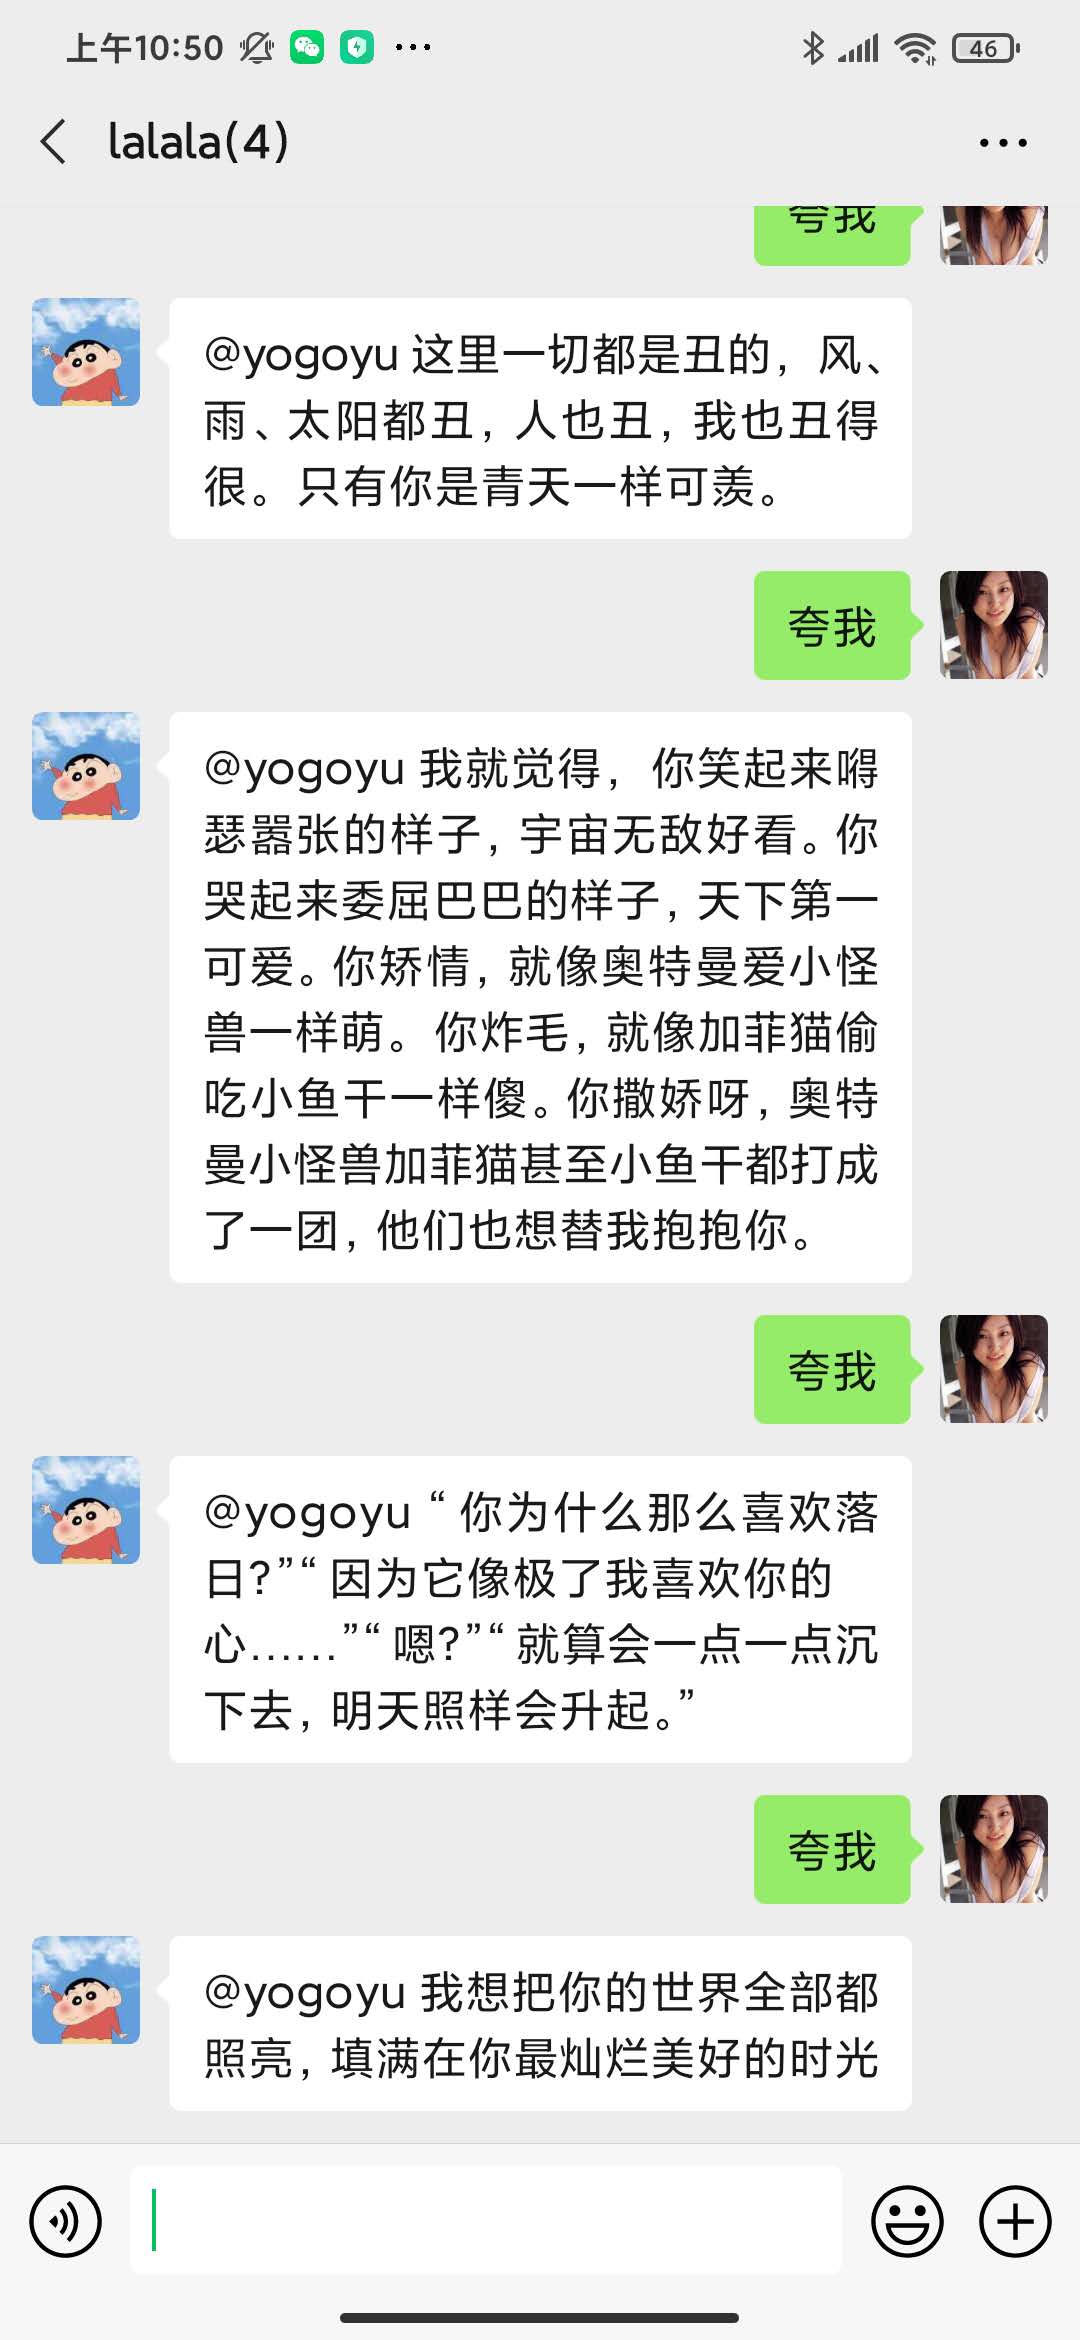 上午10:50
46
lalala(4)
夸我
@yogoyu 这里一切都是丑的，风、
雨、太阳都丑，人也丑，我也丑得
很。只有你是青天一样可羡。
夸我
@yogoyu 我就觉得，你笑起来嘚
瑟嚣张的样子，宇宙无敌好看。你
哭起来委屈巴巴的样子，天下第一
可爱。你矫情，就像奥特曼爱小怪
兽一样萌。你炸毛，就像加菲猫偷
吃小鱼干一样傻。你撒娇呀，奥特
曼小怪兽加菲猫甚至小鱼干都打成
了一团，他们也想替我抱抱你。
夸我
@yogoyu “你为什么那么喜欢落
日?”“因为它像极了我喜欢你的
心……”“嗯?”“就算会一点一点沉
下去，明天照样会升起。”
夸我
@yogoyu 我想把你的世界全部都
照亮，填满在你最灿烂美好的时光